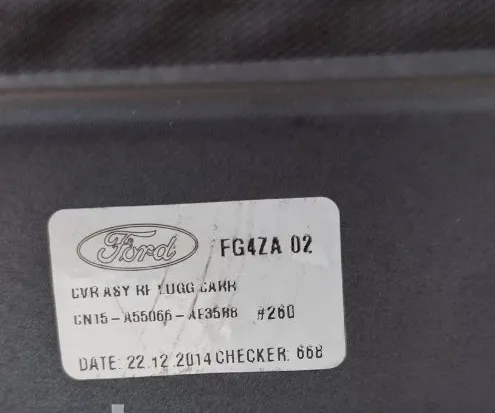 Ford FG4ZA 02
CVR ASY RF LUGG CARR
CN15-A55066-AE35B8 #260
DATE: 22.12.2014 CHECKER: 668